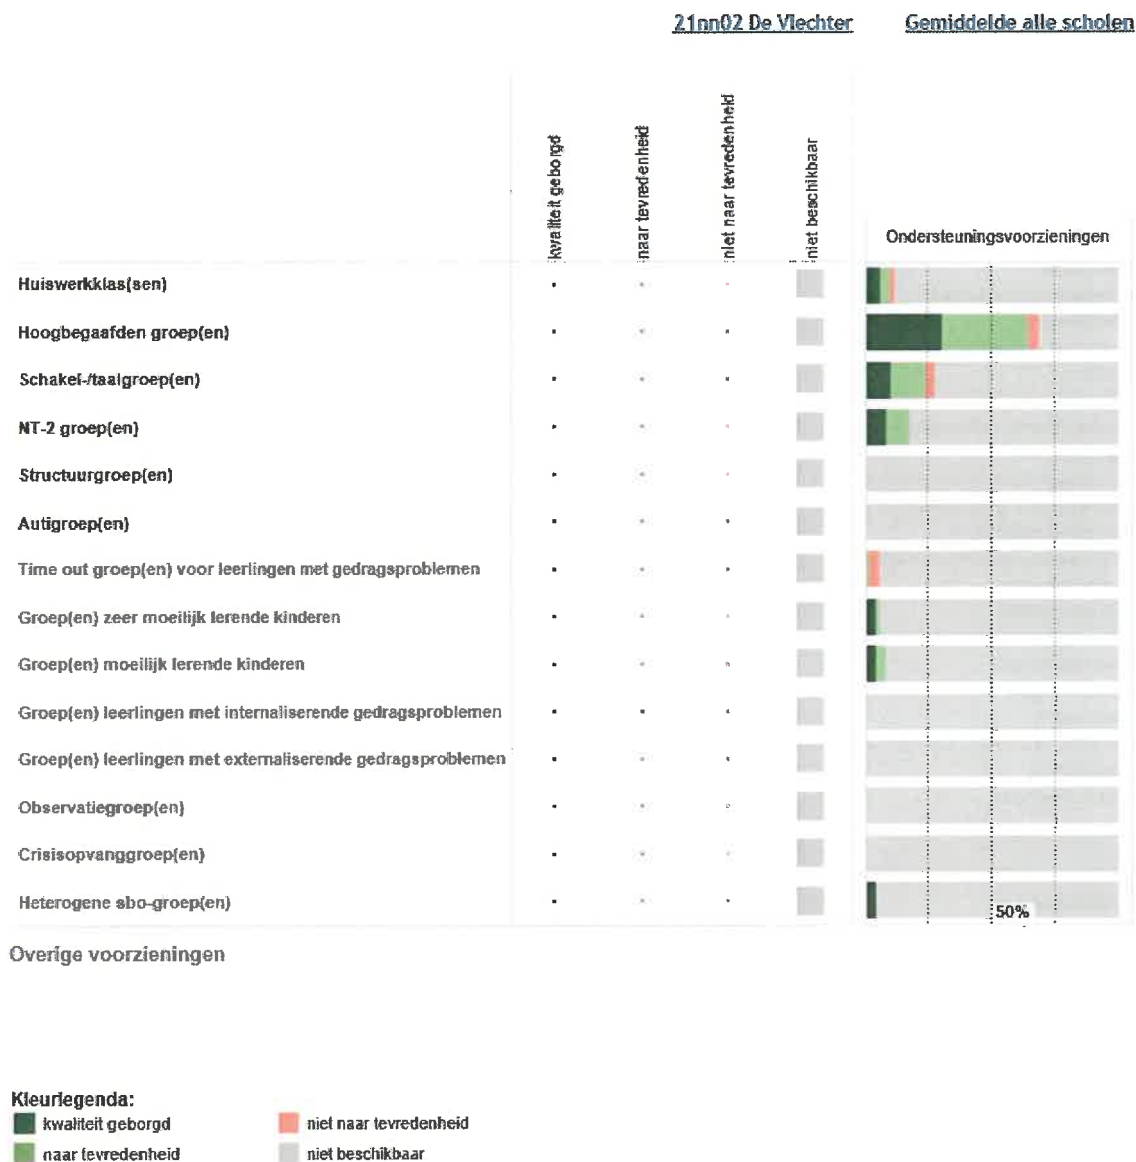 21nn02 De Vlechter
Gemiddelde alle scholen
kwaliteit geborgd
naar tevredenheid
niet naar tevredenheid
niet beschikbaar
Ondersteuningsvoorzieningen
Huiswerkklas(sen)
Hoogbegaafden groep(en)
Schakel-/taalgroep(en)
NT-2 groep(en)
Structuurgroep(en)
Autigroep(en)
Time out groep(en) voor leerlingen met gedragsproblemen
Groep(en) zeer moeilijk lerende kinderen
Groep(en) moeilijk lerende kinderen
Groep(en) leerlingen met internaliserende gedragsproblemen
Groep(en) leerlingen met externaliserende gedragsproblemen
Observatiegroep(en)
Crisisopvanggroep(en)
Heterogene sbo-groep(en)
50%
Overige voorzieningen
Kleurlegenda:
kwaliteit geborgd
niet naar tevredenheid
naar tevredenheid
niet beschikbaar